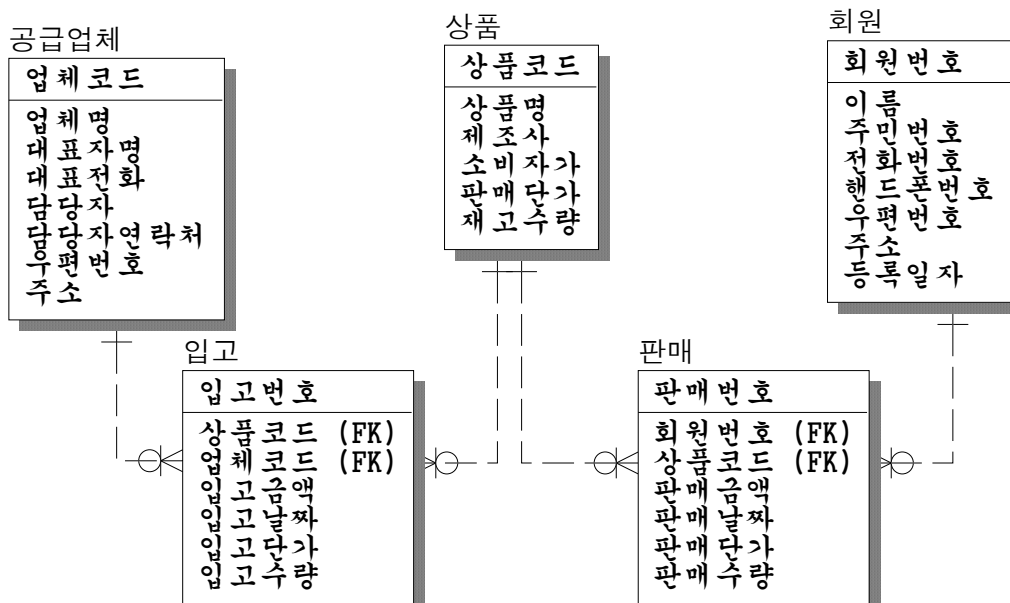 공급업체
업체코드
업체명
대표자명
대표전화
담당자
담당자연락처
우편번호
주소
상품
상품코드
상품명
제조사
소비자가
판매단가
재고수량
회원
회원번호
이름
주민번호
전화번호
핸드폰번호
우편번호
주소
등록일자
입고
입고번호
상품코드 (FK)
업체코드 (FK)
입고금액
입고날짜
입고단가
입고수량
판매
판매번호
회원번호 (FK)
상품코드 (FK)
판매금액
판매날짜
판매단가
판매수량